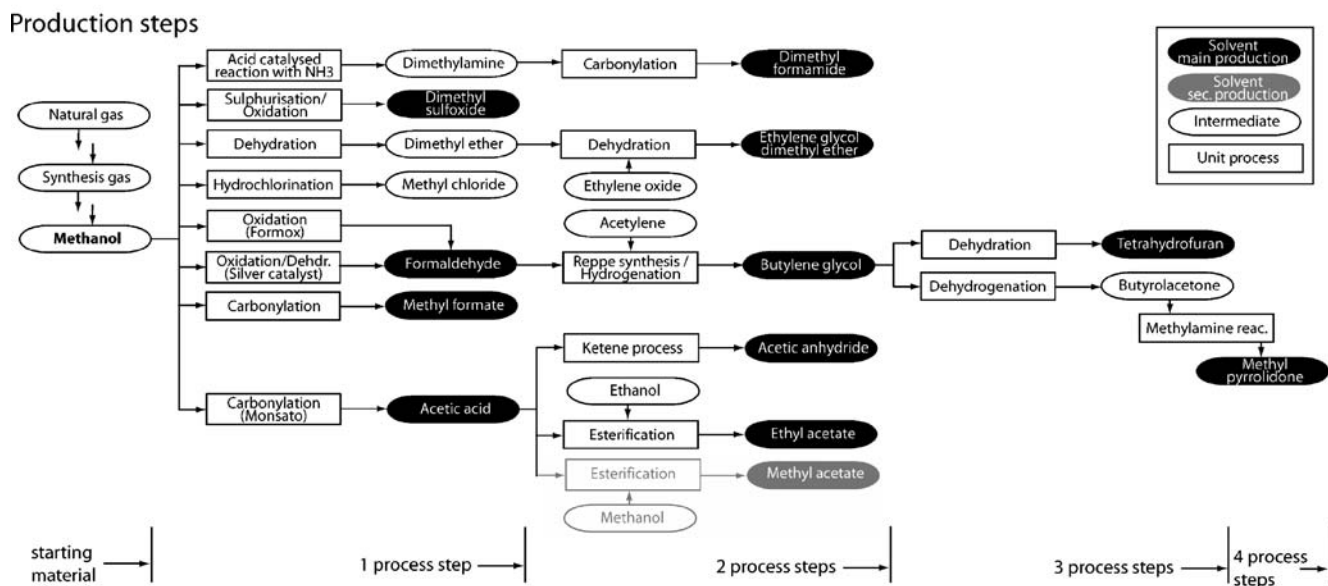 Production steps
Solvent
main production
Solvent
sec. production
Intermediate
Unit process
Natural gas
Synthesis gas
Methanol
Acid catalysed
reaction with NH3
Dimethylamine
Carbonylation
Dimethyl
formamide
Sulphurisation/
Oxidation
Dimethyl
sulfoxide
Dehydration
Dimethyl ether
Dehydration
Ethylene glycol
dimethyl ether
Hydrochlorination
Methyl chloride
Ethylene oxide
Oxidation
(Formox)
Acetylene
Oxidation/Dehdr.
(Silver catalyst)
Formaldehyde
Reppe synthesis /
Hydrogenation
Butylene glycol
Dehydration
Tetrahydrofuran
Dehydrogenation
Butyrolacetone
Methylamine reac.
Methyl
pyrrolidone
Carbonylation
Methyl formate
Ketene process
Acetic anhydride
Carbonylation
(Monsato)
Acetic acid
Ethanol
Esterification
Ethyl acetate
Esterification
Methyl acetate
Methanol
starting
material
1 process step
2 process steps
3 process steps
4 process
steps